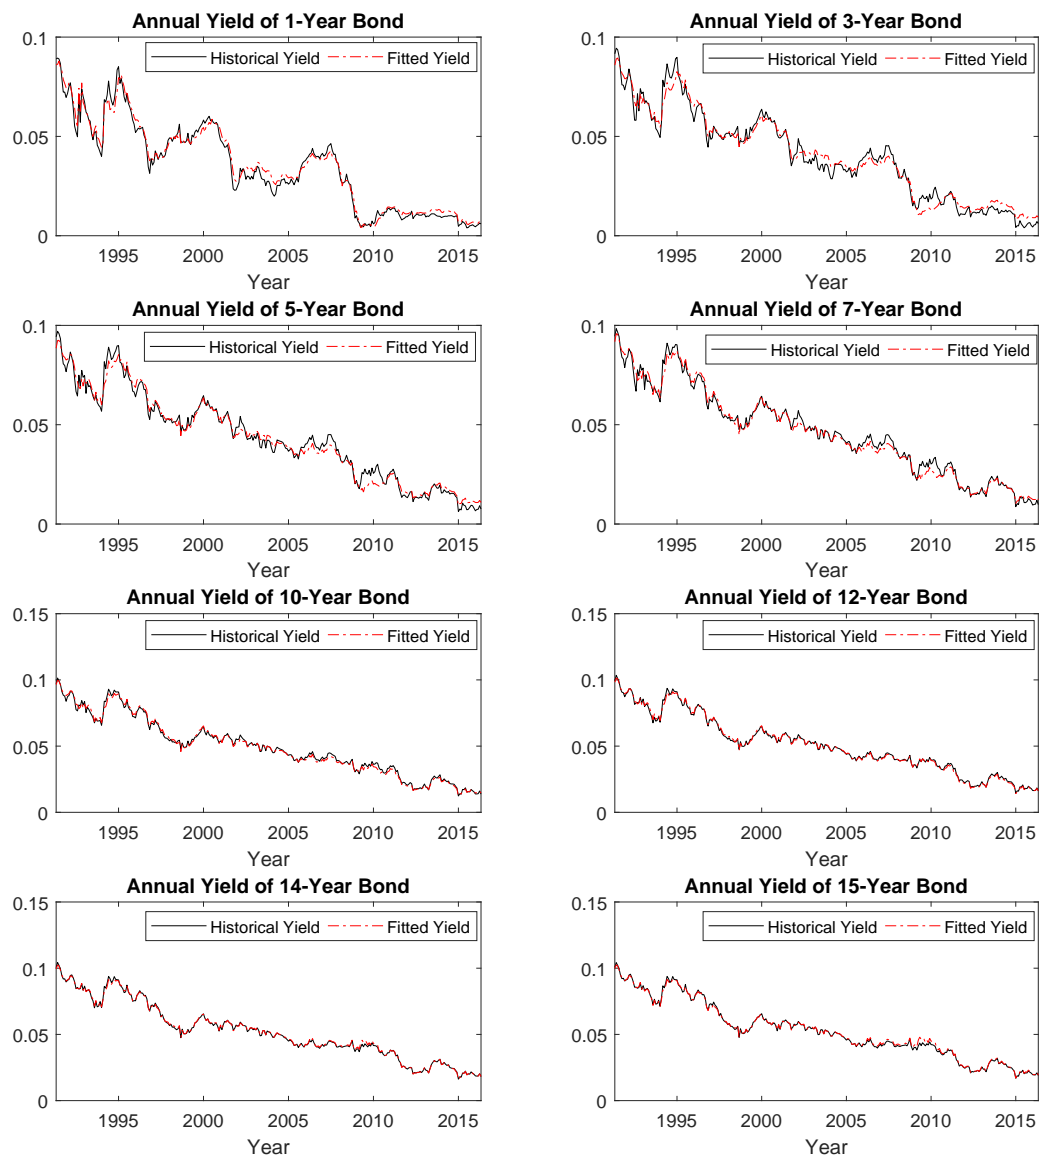 Annual Yield of 1-Year Bond
0.1
0.05
0
Historical Yield
Fitted Yield
1995 2000 2005 2010 2015
Year
Annual Yield of 3-Year Bond
0.1
0.05
0
Historical Yield
Fitted Yield
1995 2000 2005 2010 2015
Year
Annual Yield of 5-Year Bond
0.1
0.05
0
Historical Yield
Fitted Yield
1995 2000 2005 2010 2015
Year
Annual Yield of 7-Year Bond
0.1
0.05
0
Historical Yield
Fitted Yield
1995 2000 2005 2010 2015
Year
Annual Yield of 10-Year Bond
0.15
0.1
0.05
0
Historical Yield
Fitted Yield
1995 2000 2005 2010 2015
Year
Annual Yield of 12-Year Bond
0.15
0.1
0.05
0
Historical Yield
Fitted Yield
1995 2000 2005 2010 2015
Year
Annual Yield of 14-Year Bond
0.15
0.1
0.05
0
Historical Yield
Fitted Yield
1995 2000 2005 2010 2015
Year
Annual Yield of 15-Year Bond
0.15
0.1
0.05
0
Historical Yield
Fitted Yield
1995 2000 2005 2010 2015
Year